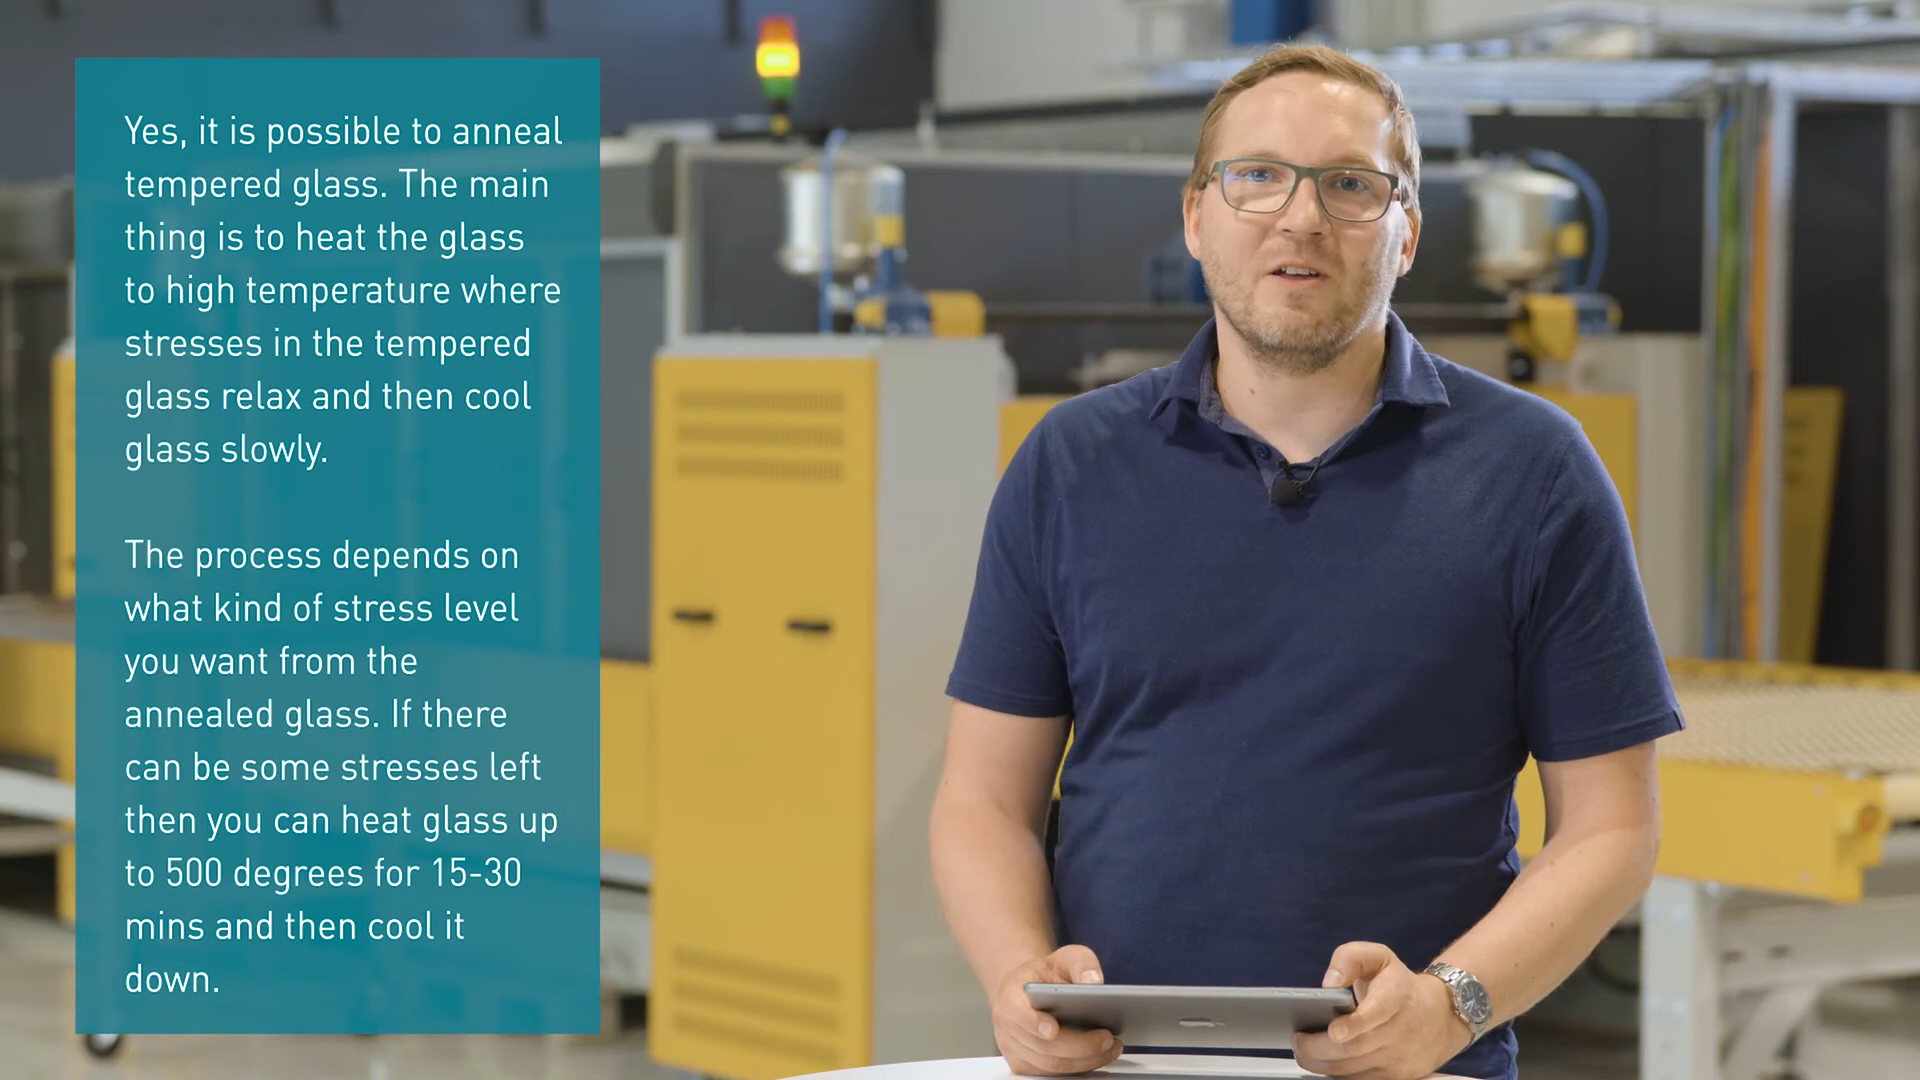 Yes, it is possible to anneal
tempered glass. The main
thing is to heat the glass
to high temperature where
stresses in the tempered
glass relax and then cool
glass slowly.
The process depends on
what kind of stress level
you want from the
annealed glass. If there
can be some stresses left
then you can heat glass up
to 500 degrees for 15-30
mins and then cool it
down.